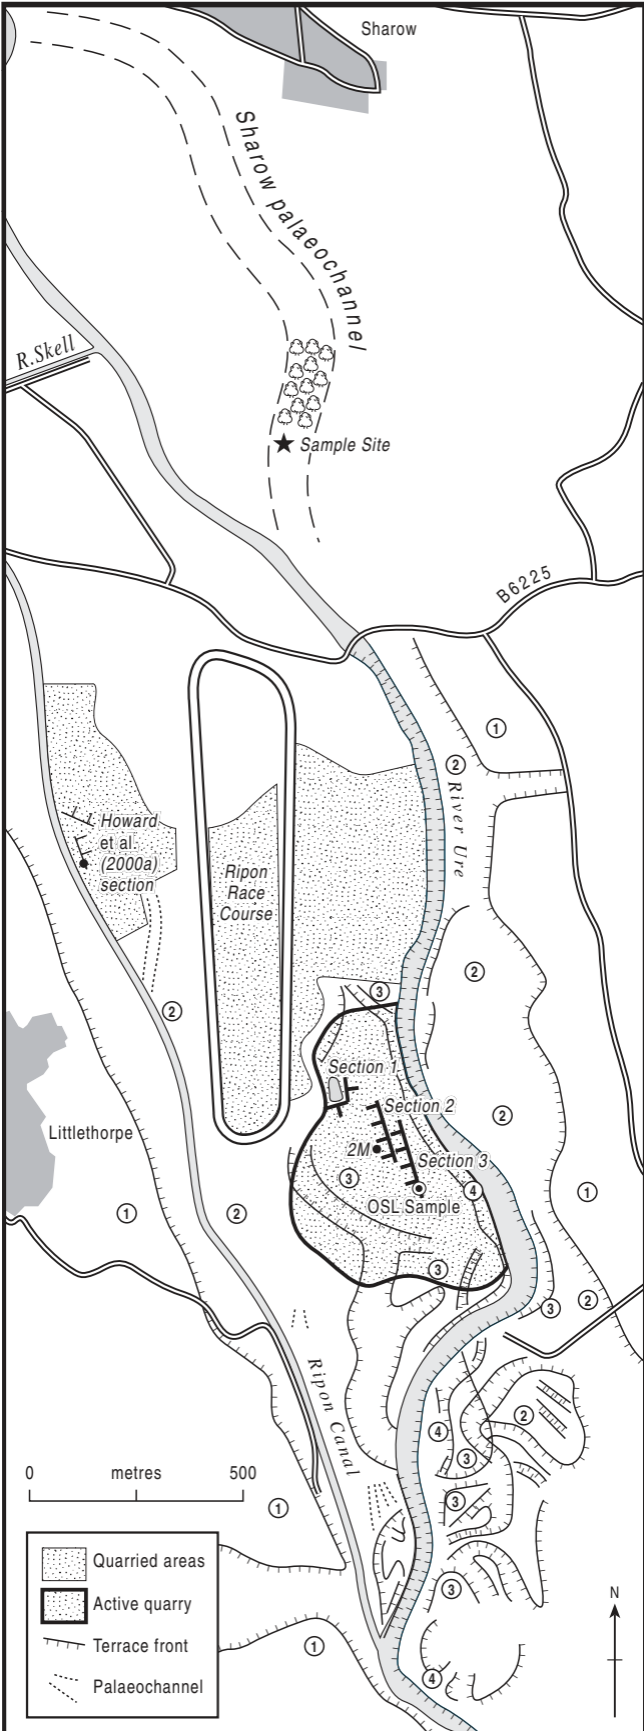 Sharow
Sharow palaeochannel
R.Skell
Sample Site
B6225
1
2
River Ure
Howard
et al.
(2000a)
section
Ripon
Race
Course
2
3
2
Section 1
Section 2
2
Littlethorpe
2M
Section 3
3
4
1
OSL Sample
1
2
3
3
2
Ripon Canal
2
4
3
0 metres 500
3
1
Quarried areas
Active quarry
Terrace front
Palaeochannel
3
N
1
4